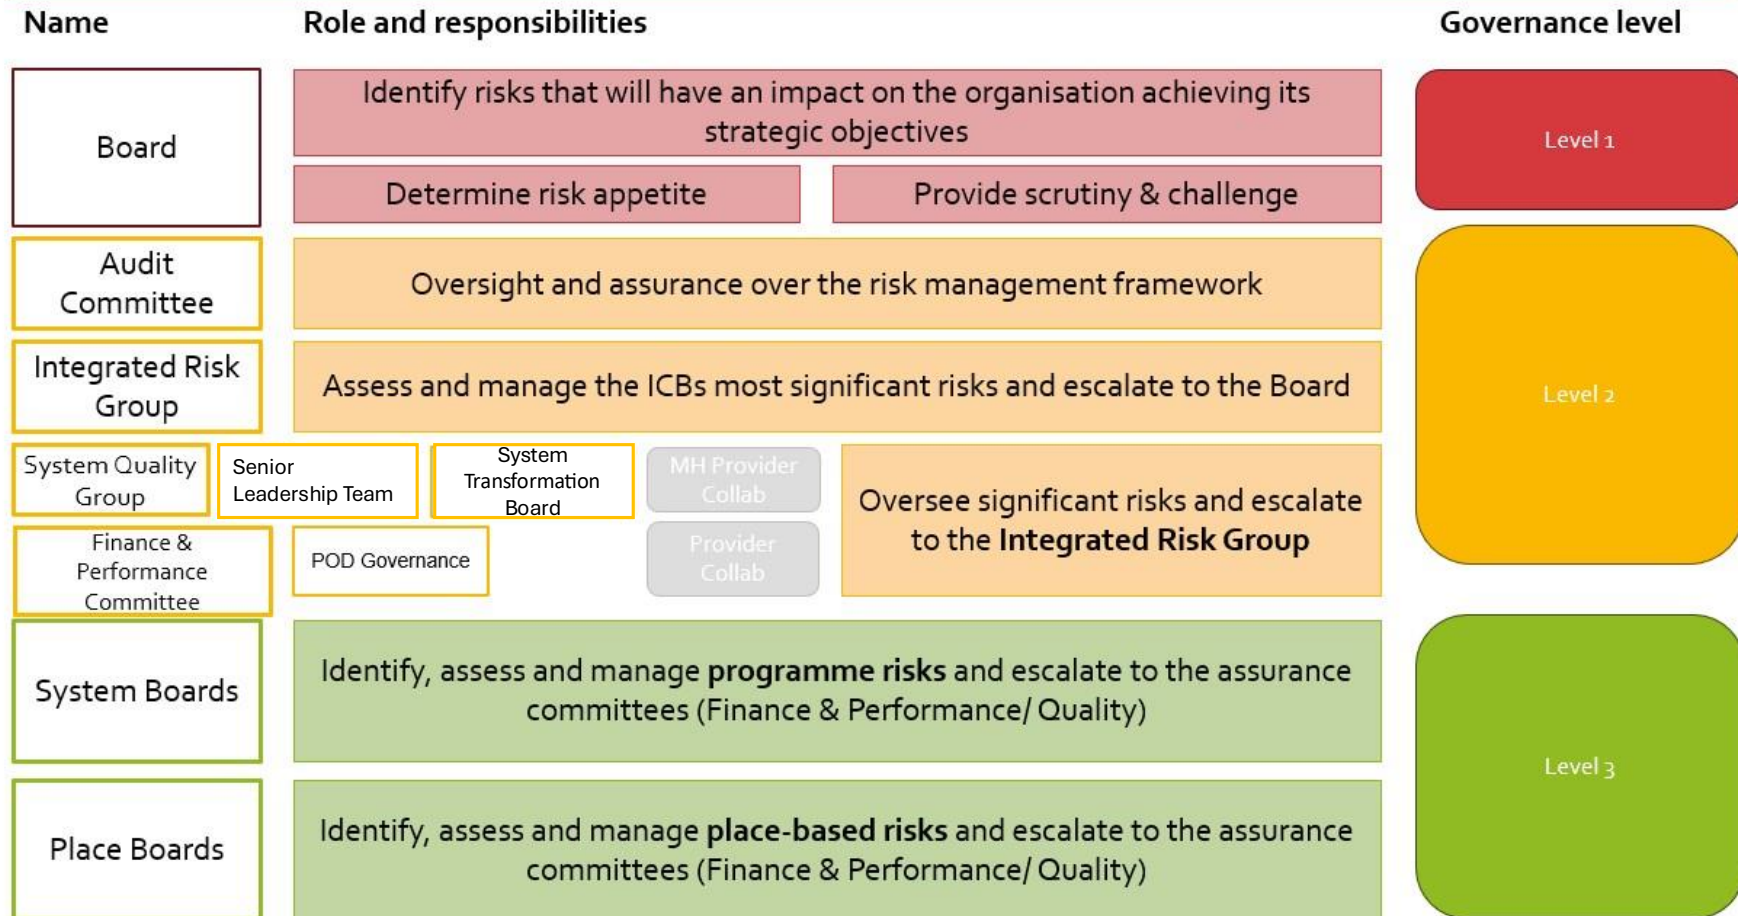 Name
Role and responsibilities
Governance level
Board
Identify risks that will have an impact on the organisation achieving its
strategic objectives
Determine risk appetite
Provide scrutiny & challenge
Level 1
Audit
Committee
Oversight and assurance over the risk management framework
Level 2
Integrated Risk
Group
Assess and manage the ICBs most significant risks and escalate to the Board
System Quality
Group
Senior
Leadership Team
System
Transformation
Board
MH Provider
Collab
Finance &
Performance
Committee
POD Governance
Provider
Collab
Oversee significant risks and escalate
to the Integrated Risk Group
System Boards
Identify, assess and manage programme risks and escalate to the assurance
committees (Finance & Performance/ Quality)
Level 3
Place Boards
Identify, assess and manage place-based risks and escalate to the assurance
committees (Finance & Performance/ Quality)